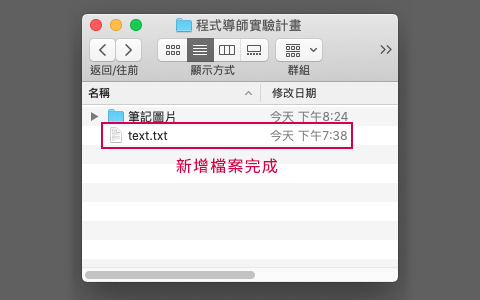 程式導師實驗計畫
返回/往前 顯示方式 群組
名稱 修改日期
筆記圖片 今天 下午8:24
text.txt 今天 下午7:38
新增檔案完成